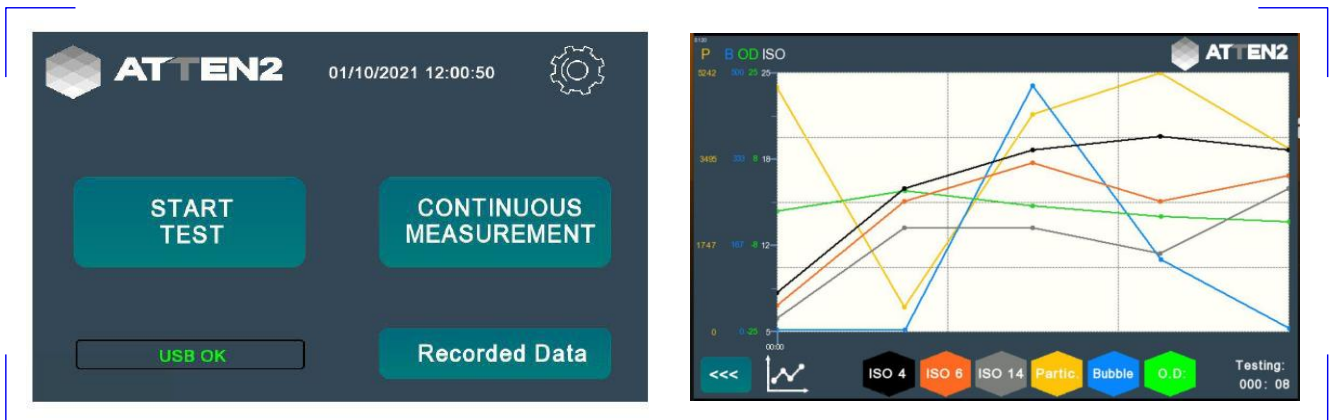 ATTEN2
01/10/2021 12:00:50
START
TEST
CONTINUOUS
MEASUREMENT
USB OK
Recorded Data
P B OD ISO
ATTEN2
5242 500 25 25
3495 333 8 18
1747 167 -8 12
0 0 -25 5
00:00
<<<
ISO 4
ISO 6
ISO 14
Partic.
Bubble
O.D:
Testing:
000: 08